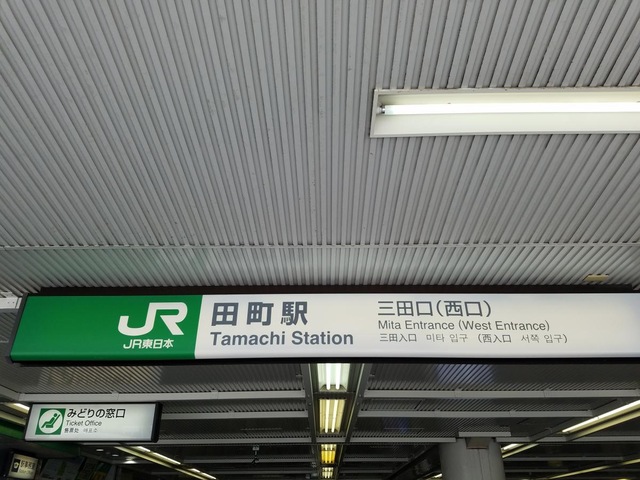 JR
JR東日本
田町駅
Tamachi Station
三田口(西口)
Mita Entrance (West Entrance)
三田入口 미타 입구 (西入口 서쪽 입구)
みどりの窓口
Ticket Office